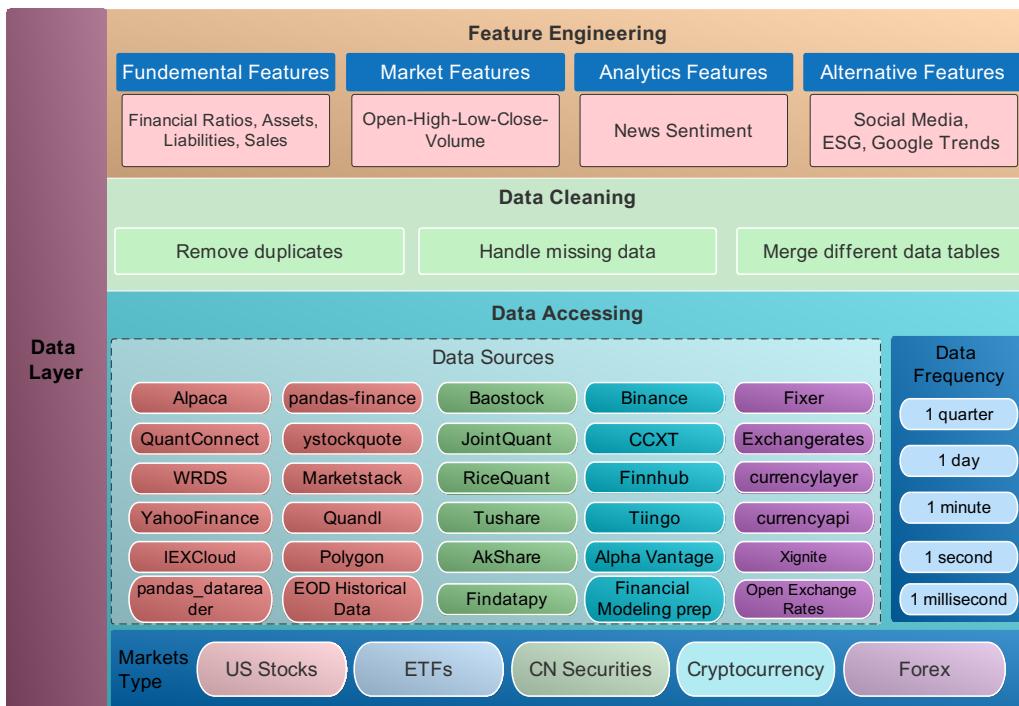 Feature Engineering
Fundemental Features
Market Features
Analytics Features
Alternative Features
Financial Ratios, Assets,
Liabilities, Sales
Open-High-Low-Close-
Volume
News Sentiment
Social Media,
ESG, Google Trends
Data Cleaning
Remove duplicates
Handle missing data
Merge different data tables
Data
Layer
Data Accessing
Data Sources
Alpaca
pandas-finance
Baostock
Binance
Fixer
QuantConnect
ystockquote
JointQuant
CCXT
Exchangerates
WRDS
Marketstack
RiceQuant
Finnhub
currencylayer
YahooFinance
Quandl
Tushare
Tiingo
currencyapi
IEXCloud
Polygon
AkShare
Alpha Vantage
Xignite
pandas_datare
ader
EOD Historical
Data
Findatapy
Financial
Modeling prep
Open Exchange
Rates
Data
Frequency
1 quarter
1 day
1 minute
1 second
1 millisecond
Markets
Type
US Stocks
ETFs
CN Securities
Cryptocurrency
Forex